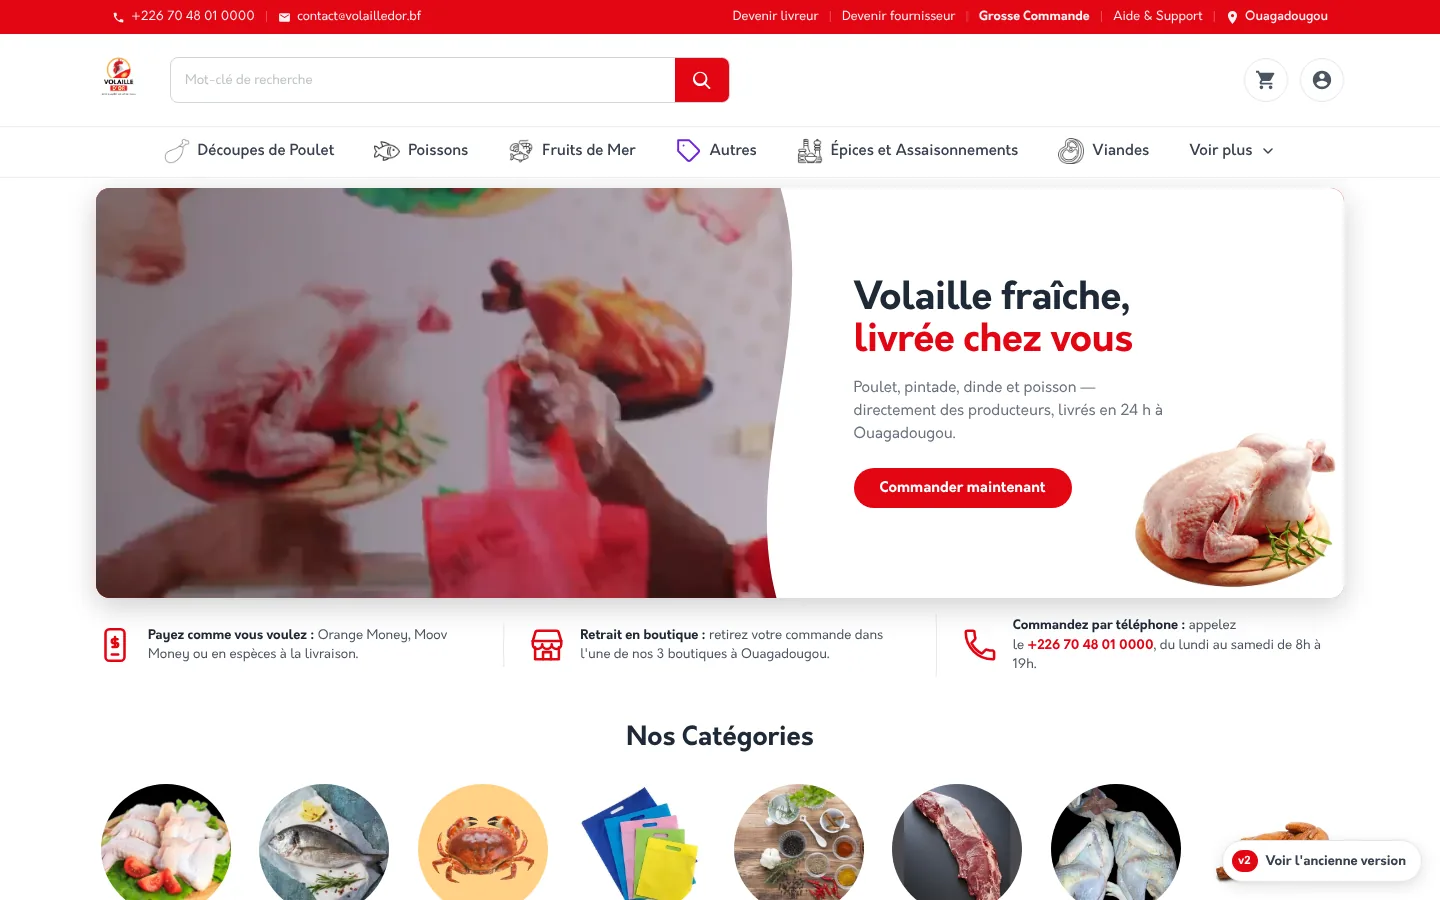 +226 70 48 01 0000
contact@volailledor.bf
Devenir livreur
Devenir fournisseur
Grosse Commande
Aide & Support
Ouagadougou
VOLAILLE
D'OR
Mot-clé de recherche
Découpes de Poulet
Poissons
Fruits de Mer
Autres
Épices et Assaisonnements
Viandes
Voir plus
Volaille fraîche,
livrée chez vous
Poulet, pintade, dinde et poisson —
directement des producteurs, livrés en 24 h à
Ouagadougou.
Commander maintenant
Payez comme vous voulez : Orange Money, Moov
Money ou en espèces à la livraison.
Retrait en boutique : retirez votre commande dans
l'une de nos 3 boutiques à Ouagadougou.
Commandez par téléphone : appelez
le +226 70 48 01 0000, du lundi au samedi de 8h à
19h.
Nos Catégories
v2 Voir l'ancienne version